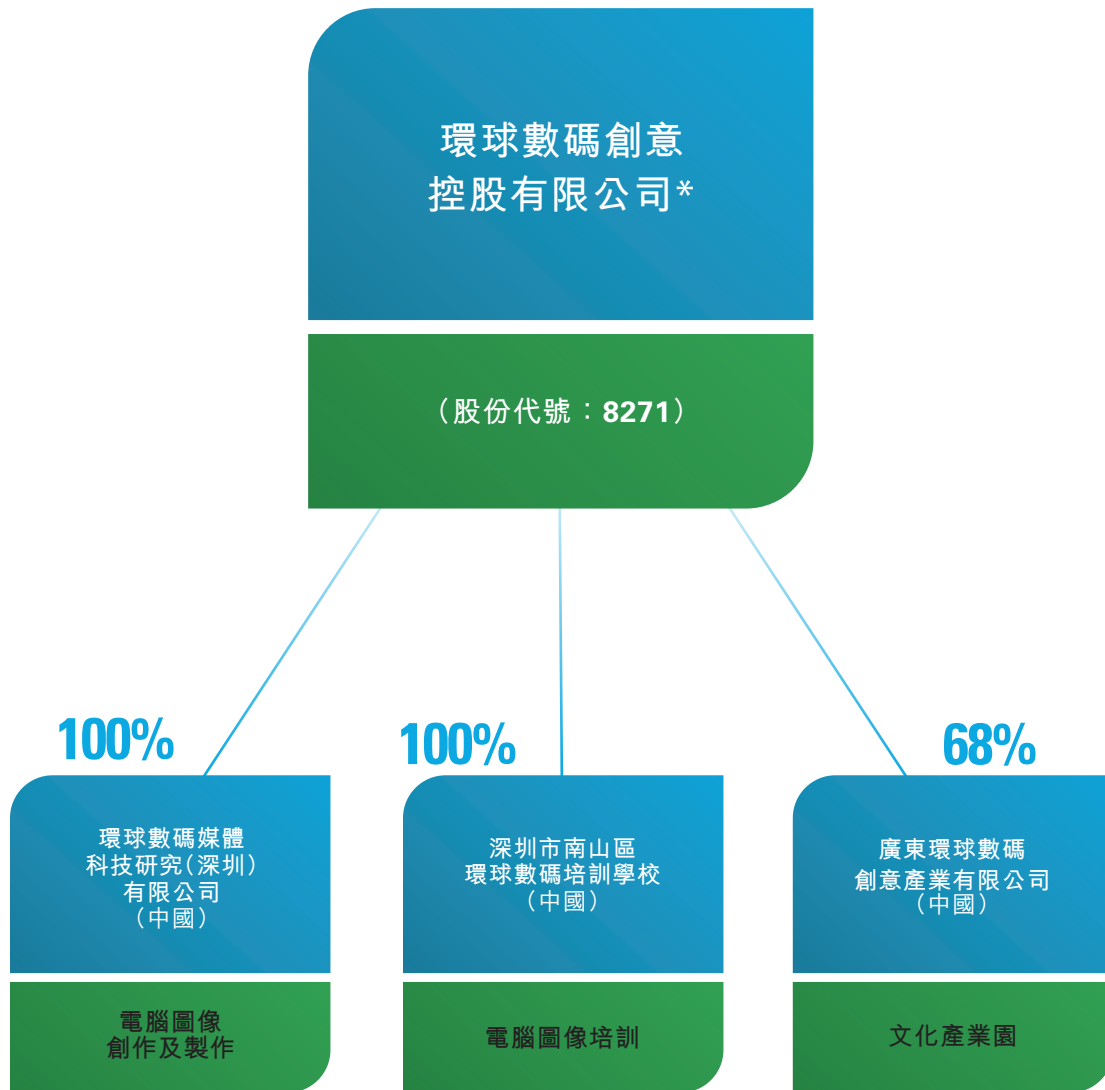 環球數碼創意
控股有限公司*
（股份代號：8271）
100%
100%
68%
環球數碼媒體
科技研究（深圳）
有限公司
（中國）
深圳市南山區
環球數碼培訓學校
（中國）
廣東環球數碼
創意產業有限公司
（中國）
電腦圖像
創作及製作
電腦圖像培訓
文化產業園